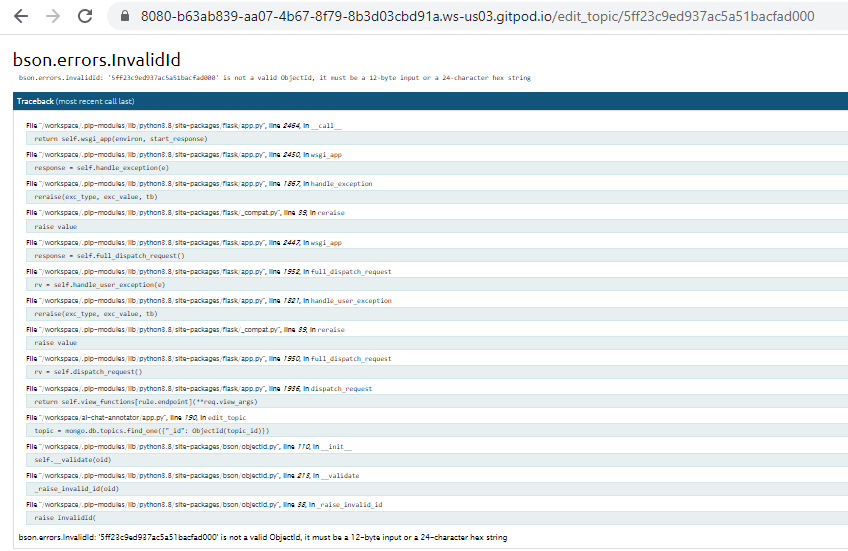 8080-b63ab839-aa07-4b67-8f79-8b3d03cbd91a.ws-us03.gitpod.io/edit_topic/5ff23c9ed937ac5a51bacfad000
bson.errors.InvalidId
bson.errors.InvalidId: '5ff23c9ed937ac5a51bacfad000' is not a valid ObjectId, it must be a 12-byte input or a 24-character hex string
Traceback (most recent call last)
File "/workspace/.pip-modules/lib/python3.8/site-packages/flask/app.py", line 2464, in __call__
return self.wsgi_app(environ, start_response)
File "/workspace/.pip-modules/lib/python3.8/site-packages/flask/app.py", line 2450, in wsgi_app
response = self.handle_exception(e)
File "/workspace/.pip-modules/lib/python3.8/site-packages/flask/app.py", line 1867, in handle_exception
reraise(exc_type, exc_value, tb)
File "/workspace/.pip-modules/lib/python3.8/site-packages/flask/_compat.py", line 39, in reraise
raise value
File "/workspace/.pip-modules/lib/python3.8/site-packages/flask/app.py", line 2447, in wsgi_app
response = self.full_dispatch_request()
File "/workspace/.pip-modules/lib/python3.8/site-packages/flask/app.py", line 1952, in full_dispatch_request
rv = self.handle_user_exception(e)
File "/workspace/.pip-modules/lib/python3.8/site-packages/flask/app.py", line 1821, in handle_user_exception
reraise(exc_type, exc_value, tb)
File "/workspace/.pip-modules/lib/python3.8/site-packages/flask/_compat.py", line 39, in reraise
raise value
File "/workspace/.pip-modules/lib/python3.8/site-packages/flask/app.py", line 1950, in full_dispatch_request
rv = self.dispatch_request()
File "/workspace/.pip-modules/lib/python3.8/site-packages/flask/app.py", line 1936, in dispatch_request
return self.view_functions[rule.endpoint](**req.view_args)
File "/workspace/ai-chat-annotator/app.py", line 190, in edit_topic
topic = mongo.db.topics.find_one({"_id": ObjectId(topic_id)})
File "/workspace/.pip-modules/lib/python3.8/site-packages/bson/objectid.py", line 110, in __init__
self.__validate(oid)
File "/workspace/.pip-modules/lib/python3.8/site-packages/bson/objectid.py", line 213, in __validate
_raise_invalid_id(oid)
File "/workspace/.pip-modules/lib/python3.8/site-packages/bson/objectid.py", line 38, in _raise_invalid_id
raise InvalidId(
bson.errors.InvalidId: '5ff23c9ed937ac5a51bacfad000' is not a valid ObjectId, it must be a 12-byte input or a 24-character hex string